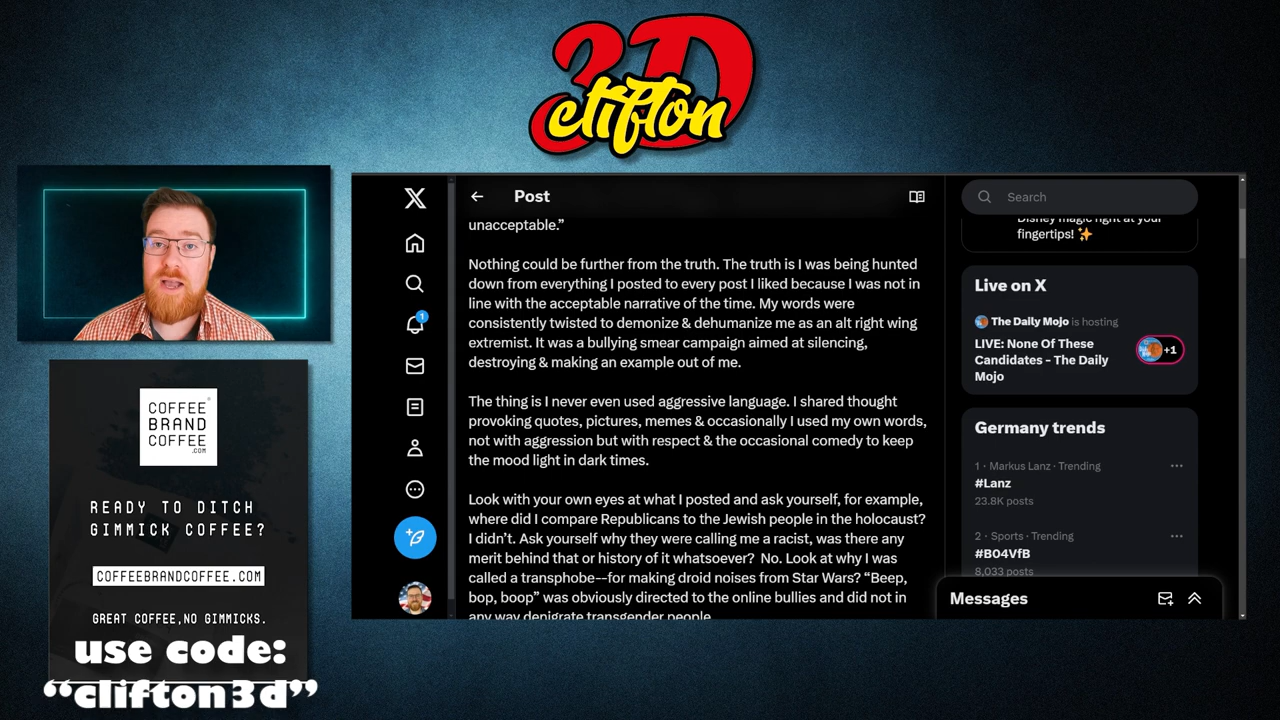 3D
clifton
Post
Search
unacceptable.”
Nothing could be further from the truth. The truth is I was being hunted
down from everything I posted to every post I liked because I was not in
line with the acceptable narrative of the time. My words were
consistently twisted to demonize & dehumanize me as an alt right wing
extremist. It was a bullying smear campaign aimed at silencing,
destroying & making an example out of me.
The thing is I never even used aggressive language. I shared thought
provoking quotes, pictures, memes & occasionally I used my own words,
not with aggression but with respect & the occasional comedy to keep
the mood light in dark times.
Look with your own eyes at what I posted and ask yourself, for example,
where did I compare Republicans to the Jewish people in the holocaust?
I didn’t. Ask yourself why they were calling me a racist, was there any
merit behind that or history of it whatsoever?  No. Look at why I was
called a transphobe--for making droid noises from Star Wars? “Beep,
bop, boop” was obviously directed to the online bullies and did not in
any way denigrate transgender people.
1
Disney magic right at your
fingertips! ✨
Live on X
The Daily Mojo is hosting
LIVE: None Of These
Candidates - The Daily
Mojo
+1
Germany trends
1 · Markus Lanz · Trending
#Lanz
23.8K posts
2 · Sports · Trending
#B04VfB
8,033 posts
Messages
COFFEE
BRAND
COFFEE
.COM
READY TO DITCH
GIMMICK COFFEE?
COFFEEBRANDCOFFEE.COM
GREAT COFFEE,NO GIMMICKS.
use code:
“clifton3d”